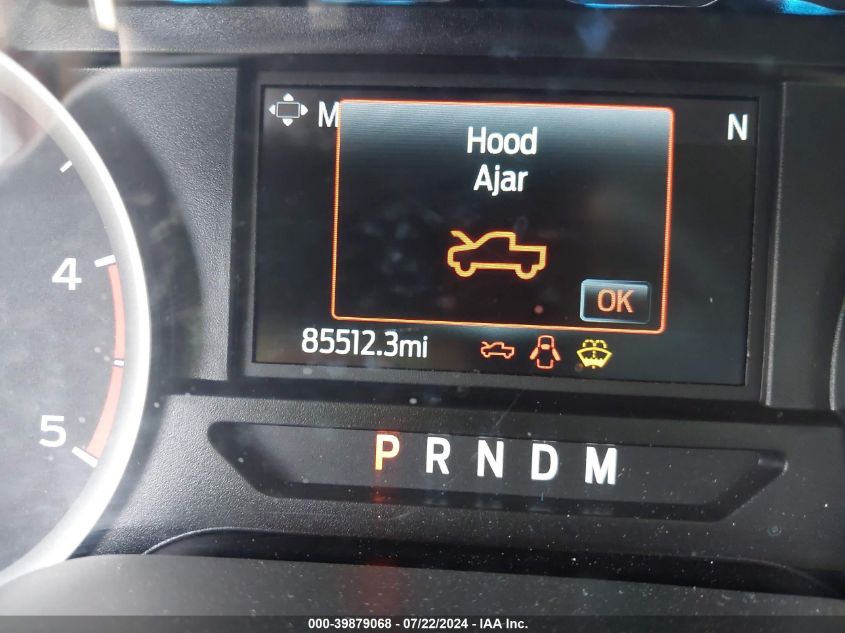 M
N
Hood
Ajar
OK
85512.3mi
4
5
P R N D M
000-39879068 - 07/22/2024 - IAA Inc.